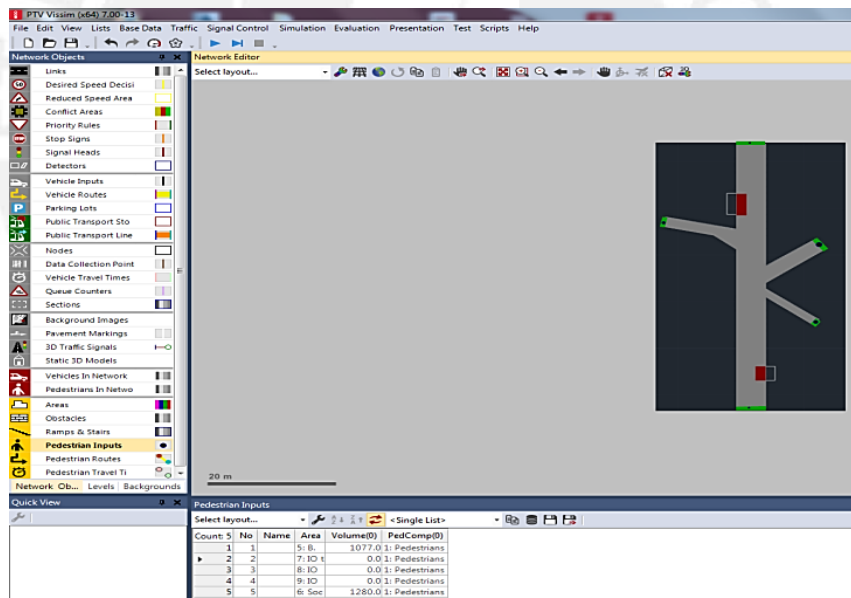 PTV Vissim (x64) 7.00-13
File Edit View Lists Base Data Traffic Signal Control Simulation Evaluation Presentation Test Scripts Help
Network Objects
Network Editor
Select layout...
Links
Desired Speed Decisi
Reduced Speed Area
Conflict Areas
Priority Rules
Stop Signs
Signal Heads
Detectors
Vehicle Inputs
Vehicle Routes
Parking Lots
Public Transport Sto
Public Transport Line
Nodes
Data Collection Point
Vehicle Travel Times
Queue Counters
Sections
Background Images
Pavement Markings
3D Traffic Signals
Static 3D Models
Vehicles In Network
Pedestrians In Netwo
Areas
Obstacles
Ramps & Stairs
Pedestrian Inputs
Pedestrian Routes
Pedestrian Travel Ti
Network Ob... Levels Backgrounds
20 m
Quick View
Pedestrian Inputs
Select layout... <Single List>
Count: 5 No Name Area Volume(0) PedComp(0)
1 1 5: B. 1077.0 1: Pedestrians
2 2 7: IO t 0.0 1: Pedestrians
3 3 8: IO 0.0 1: Pedestrians
4 4 9: IO 0.0 1: Pedestrians
5 5 6: Soc 1280.0 1: Pedestrians